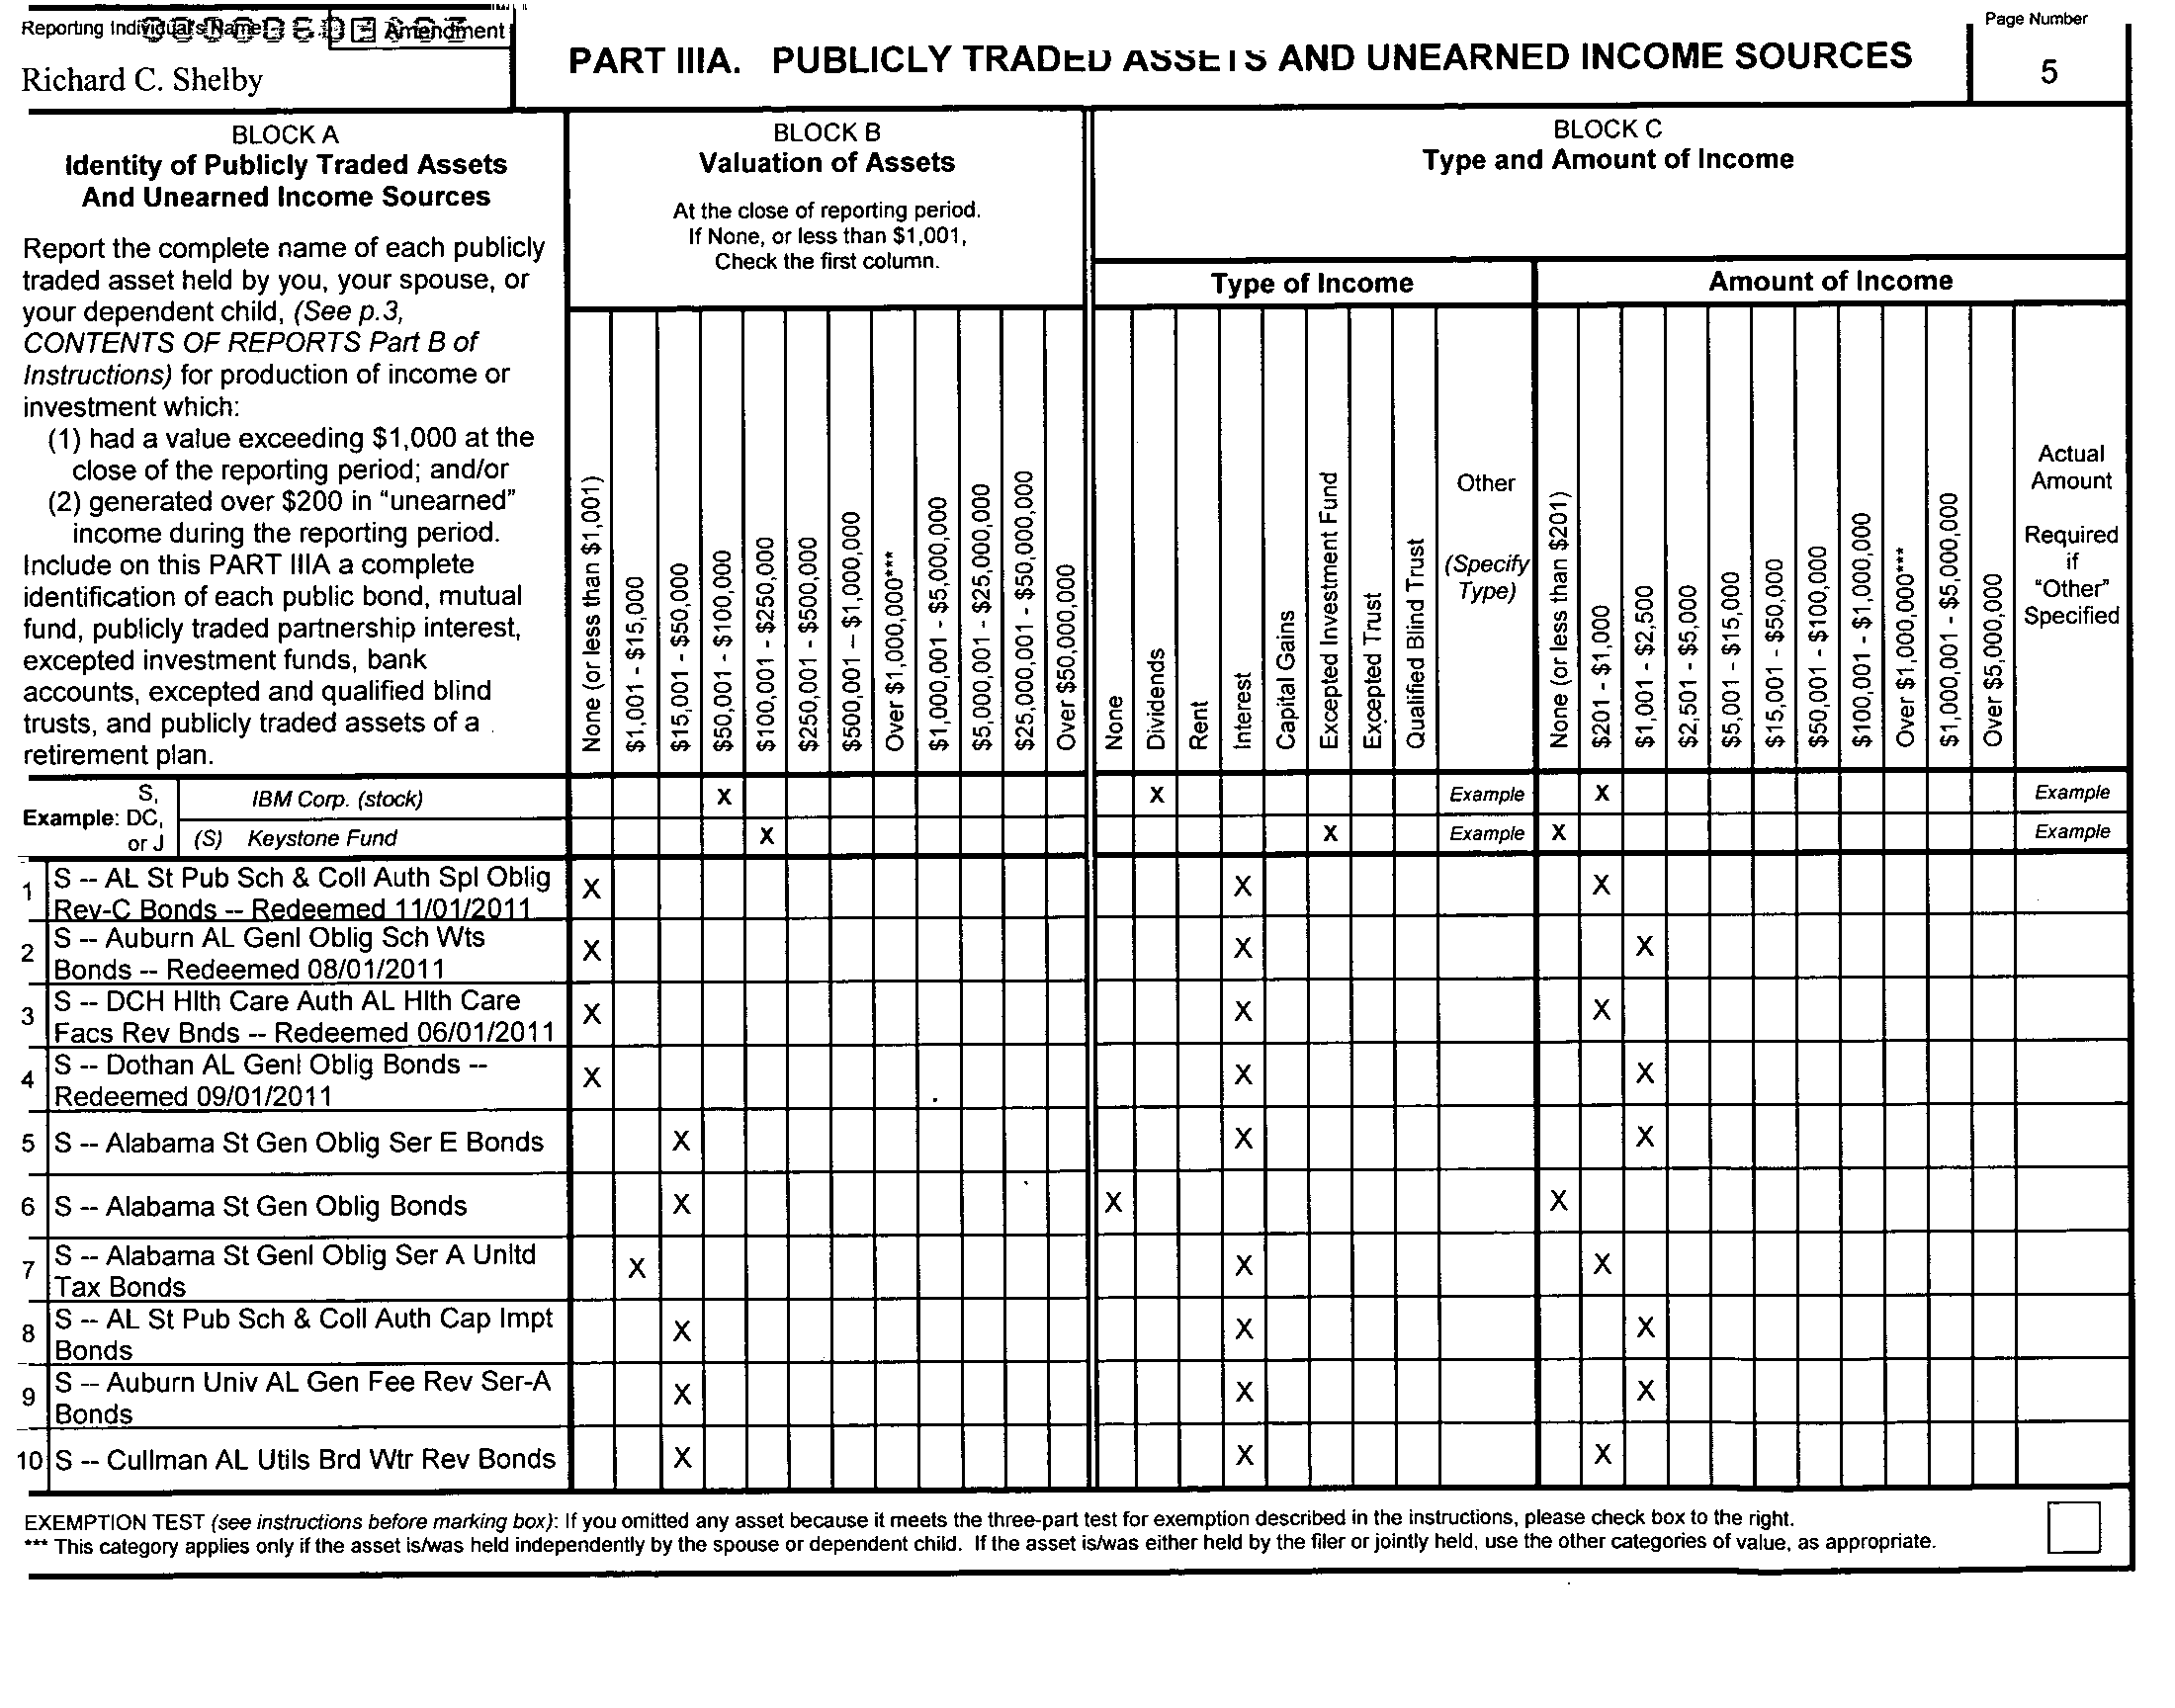 Reporting Individual's Name
Amendment
Richard C. Shelby
PART IIIA. PUBLICLY TRADED ASSETS AND UNEARNED INCOME SOURCES
Page Number
5
BLOCK A
Identity of Publicly Traded Assets
And Unearned Income Sources
Report the complete name of each publicly
traded asset held by you, your spouse, or
your dependent child, (See p.3,
CONTENTS OF REPORTS Part B of
Instructions) for production of income or
investment which:
(1) had a value exceeding $1,000 at the
close of the reporting period; and/or
(2) generated over $200 in "unearned"
income during the reporting period.
Include on this PART IIIA a complete
identification of each public bond, mutual
fund, publicly traded partnership interest,
excepted investment funds, bank
accounts, excepted and qualified blind
trusts, and publicly traded assets of a
retirement plan.
BLOCK B
Valuation of Assets
At the close of reporting period.
If None, or less than $1,001,
Check the first column.
None (or less than $1,001)
$1,001 - $15,000
$15,001 - $50,000
$50,001 - $100,000
$100,001 - $250,000
$250,001 - $500,000
$500,001 – $1,000,000
Over $1,000,000***
$1,000,001 - $5,000,000
$5,000,001 - $25,000,000
$25,000,001 - $50,000,000
Over $50,000,000
BLOCK C
Type and Amount of Income
Type of Income
None
Dividends
Rent
Interest
Capital Gains
Excepted Investment Fund
Excepted Trust
Qualified Blind Trust
Other
(Specify
Type)
Amount of Income
None (or less than $201)
$201 - $1,000
$1,001 - $2,500
$2,501 - $5,000
$5,001 - $15,000
$15,001 - $50,000
$50,001 - $100,000
$100,001 - $1,000,000
Over $1,000,000***
$1,000,001 - $5,000,000
Over $5,000,000
Actual
Amount
Required
if
"Other"
Specified
Example: S, DC, or J
IBM Corp. (stock) X X Example X Example
(S) Keystone Fund X X Example X Example
1 S -- AL St Pub Sch & Coll Auth Spl Oblig X X X
Rev-C Bonds -- Redeemed 11/01/2011
2 S -- Auburn AL Genl Oblig Sch Wts X X X
Bonds -- Redeemed 08/01/2011
3 S -- DCH Hlth Care Auth AL Hlth Care X X X
Facs Rev Bnds -- Redeemed 06/01/2011
4 S -- Dothan AL Genl Oblig Bonds -- X X X
Redeemed 09/01/2011
5 S -- Alabama St Gen Oblig Ser E Bonds X X X
6 S -- Alabama St Gen Oblig Bonds X X X
7 S -- Alabama St Genl Oblig Ser A Unltd X X X
Tax Bonds
8 S -- AL St Pub Sch & Coll Auth Cap Impt X X X
Bonds
9 S -- Auburn Univ AL Gen Fee Rev Ser-A X X X
Bonds
10 S -- Cullman AL Utils Brd Wtr Rev Bonds X X X
EXEMPTION TEST (see instructions before marking box): If you omitted any asset because it meets the three-part test for exemption described in the instructions, please check box to the right.
*** This category applies only if the asset is/was held independently by the spouse or dependent child. If the asset is/was either held by the filer or jointly held, use the other categories of value, as appropriate.